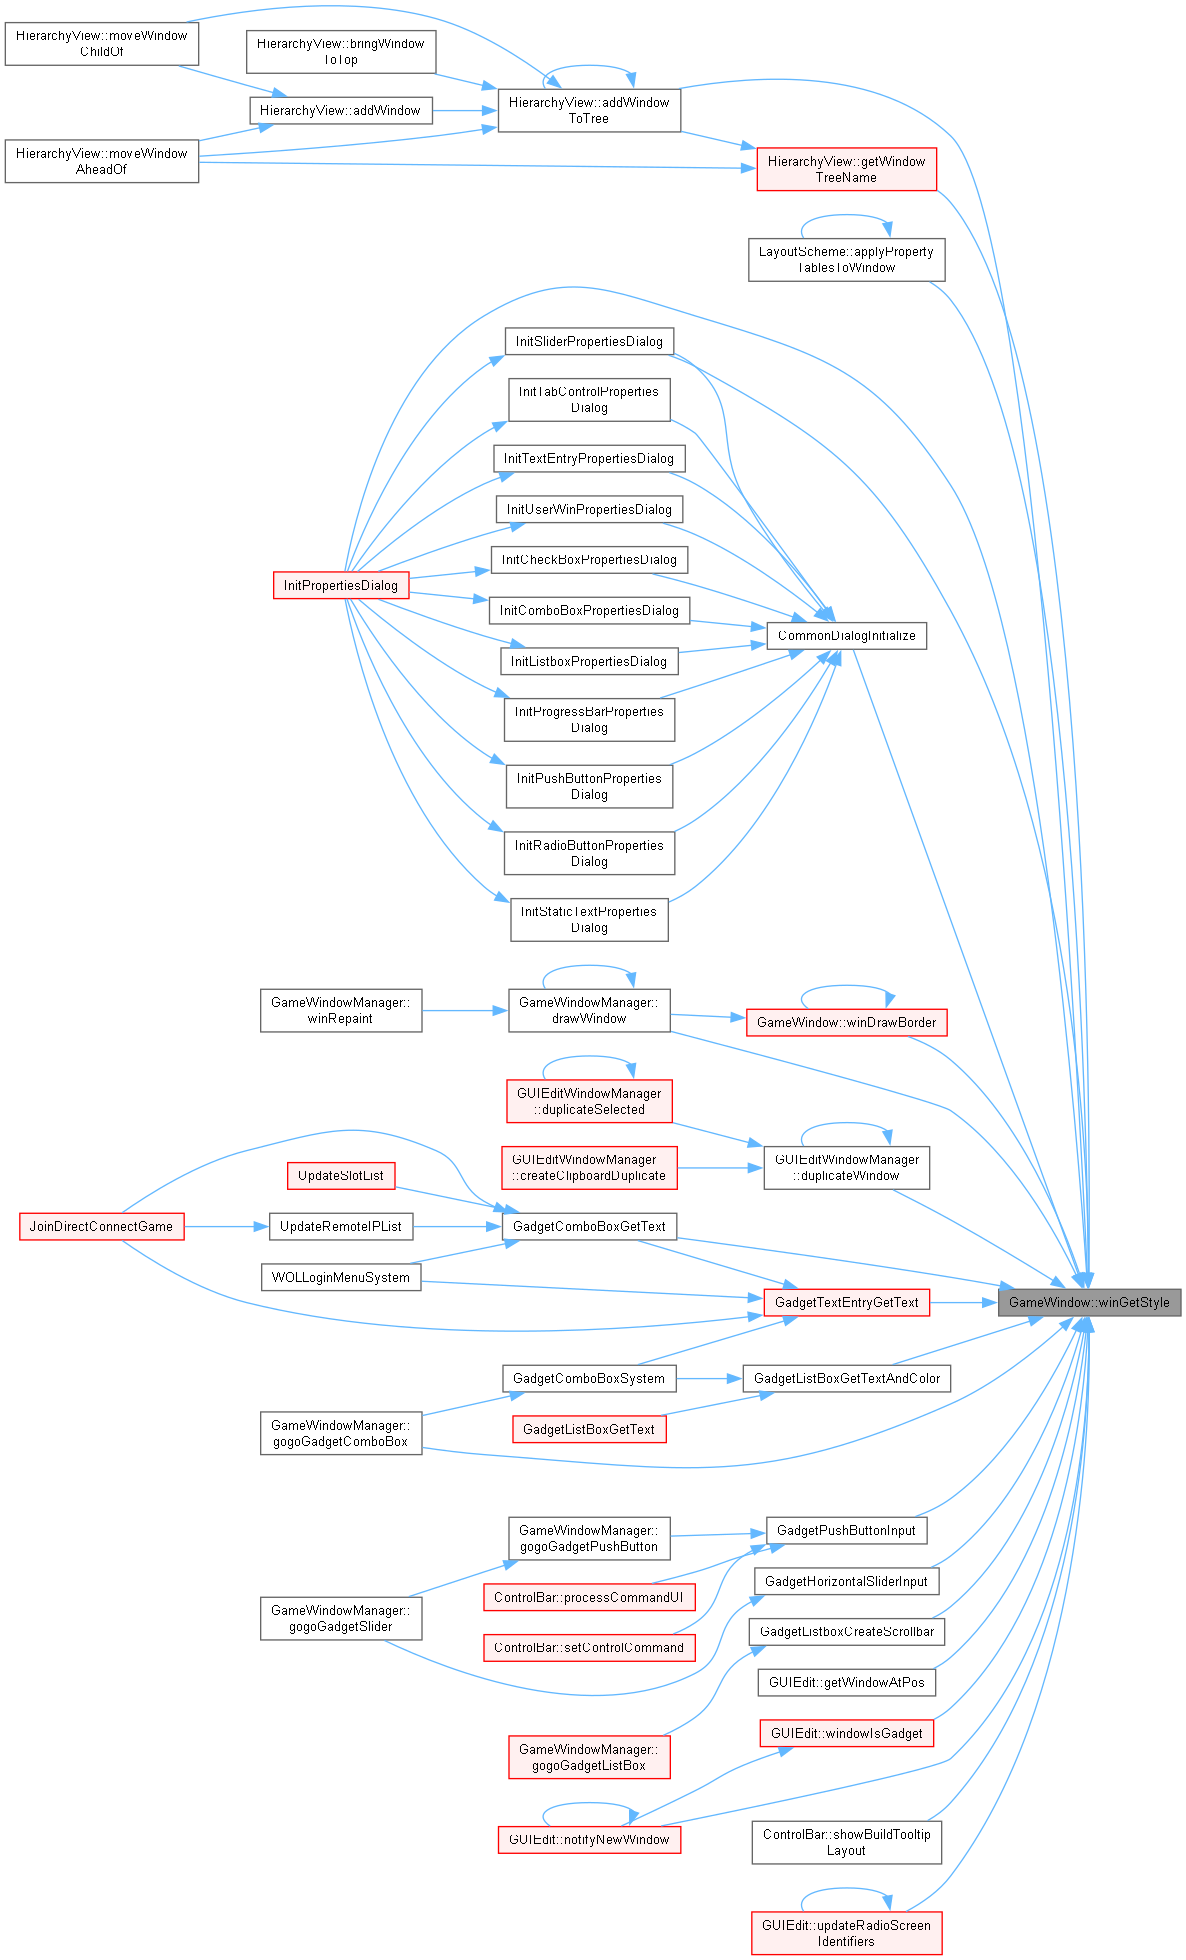 HierarchyView::moveWindow
ChildOf
HierarchyView::bringWindow
ToTop
HierarchyView::addWindow
ToTree
HierarchyView::addWindow
HierarchyView::moveWindow
AheadOf
HierarchyView::getWindow
TreeName
LayoutScheme::applyProperty
TablesToWindow
InitSliderPropertiesDialog
InitTabControlProperties
Dialog
InitTextEntryPropertiesDialog
InitUserWinPropertiesDialog
InitCheckBoxPropertiesDialog
InitPropertiesDialog
InitComboBoxPropertiesDialog
CommonDialogInitialize
InitListboxPropertiesDialog
InitProgressBarProperties
Dialog
InitPushButtonProperties
Dialog
InitRadioButtonProperties
Dialog
InitStaticTextProperties
Dialog
GameWindowManager::
winRepaint
GameWindowManager::
drawWindow
GameWindow::winDrawBorder
GUIEditWindowManager
::duplicateSelected
GUIEditWindowManager
::createClipboardDuplicate
GUIEditWindowManager
::duplicateWindow
UpdateSlotList
JoinDirectConnectGame
UpdateRemoteIPList
GadgetComboBoxGetText
WOLLoginMenuSystem
GadgetTextEntryGetText
GameWindow::winGetStyle
GadgetComboBoxSystem
GadgetListBoxGetTextAndColor
GameWindowManager::
gogoGadgetComboBox
GadgetListBoxGetText
GameWindowManager::
gogoGadgetPushButton
GadgetPushButtonInput
ControlBar::processCommandUI
GadgetHorizontalSliderInput
GameWindowManager::
gogoGadgetSlider
ControlBar::setControlCommand
GadgetListboxCreateScrollbar
GUIEdit::getWindowAtPos
GameWindowManager::
gogoGadgetListBox
GUIEdit::windowIsGadget
GUIEdit::notifyNewWindow
ControlBar::showBuildTooltip
Layout
GUIEdit::updateRadioScreen
Identifiers